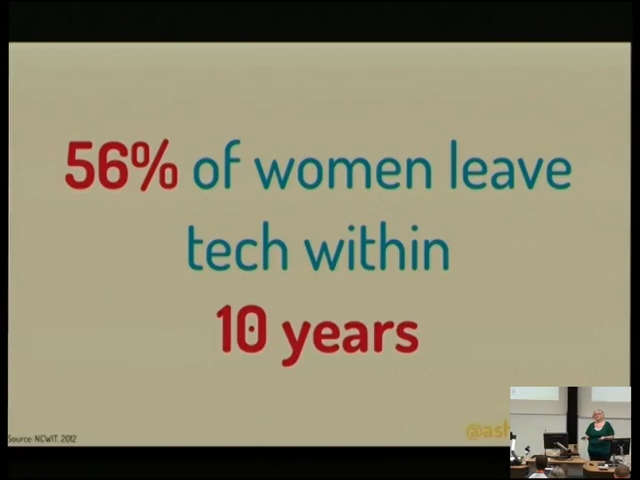 56% of women leave
tech within
10 years
Source: NCWIT, 2012